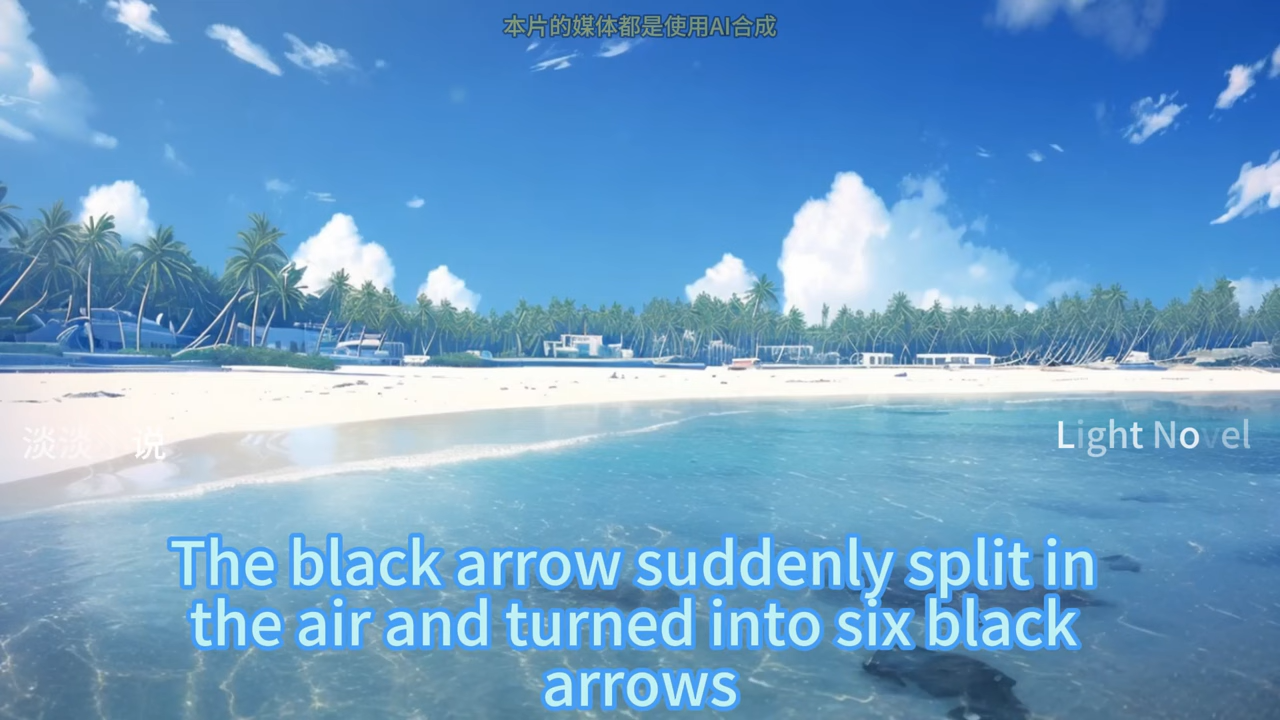 本片的媒体都是使用AI合成
淡淡小说
Light Novel
The black arrow suddenly split in
the air and turned into six black
arrows